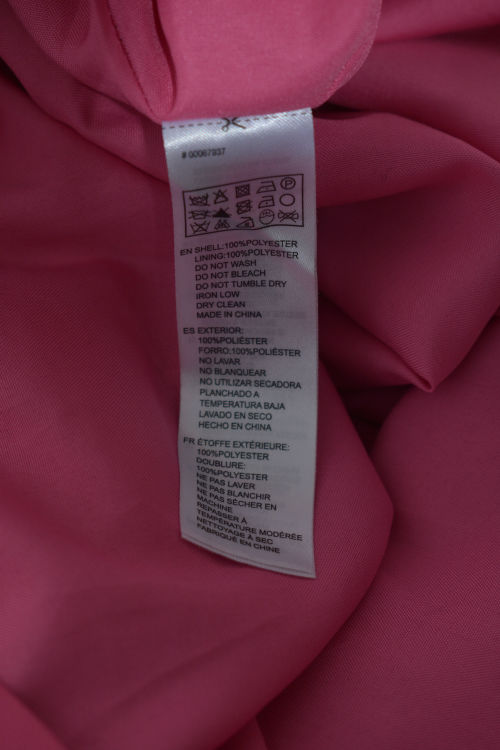 # 00067937
EN SHELL:100%POLYESTER
LINING:100%POLYESTER
DO NOT WASH
DO NOT BLEACH
DO NOT TUMBLE DRY
IRON LOW
DRY CLEAN
MADE IN CHINA
ES EXTERIOR:
100%POLIÉSTER
FORRO:100%POLIÉSTER
NO LAVAR
NO BLANQUEAR
NO UTILIZAR SECADORA
PLANCHADO A
TEMPERATURA BAJA
LAVADO EN SECO
HECHO EN CHINA
FR ÉTOFFE EXTÉRIEURE:
100%POLYESTER
DOUBLURE:
100%POLYESTER
NE PAS LAVER
NE PAS BLANCHIR
NE PAS SÉCHER EN
MACHINE
REPASSER À
TEMPÉRATURE MODÉRÉE
NETTOYAGE À SEC
FABRIQUÉ EN CHINE